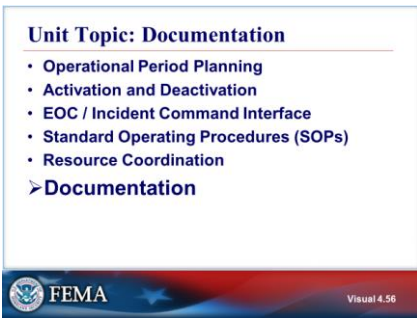 Unit Topic: Documentation
• Operational Period Planning
• Activation and Deactivation
• EOC / Incident Command Interface
• Standard Operating Procedures (SOPs)
• Resource Coordination
➢Documentation
FEMA
Visual 4.56